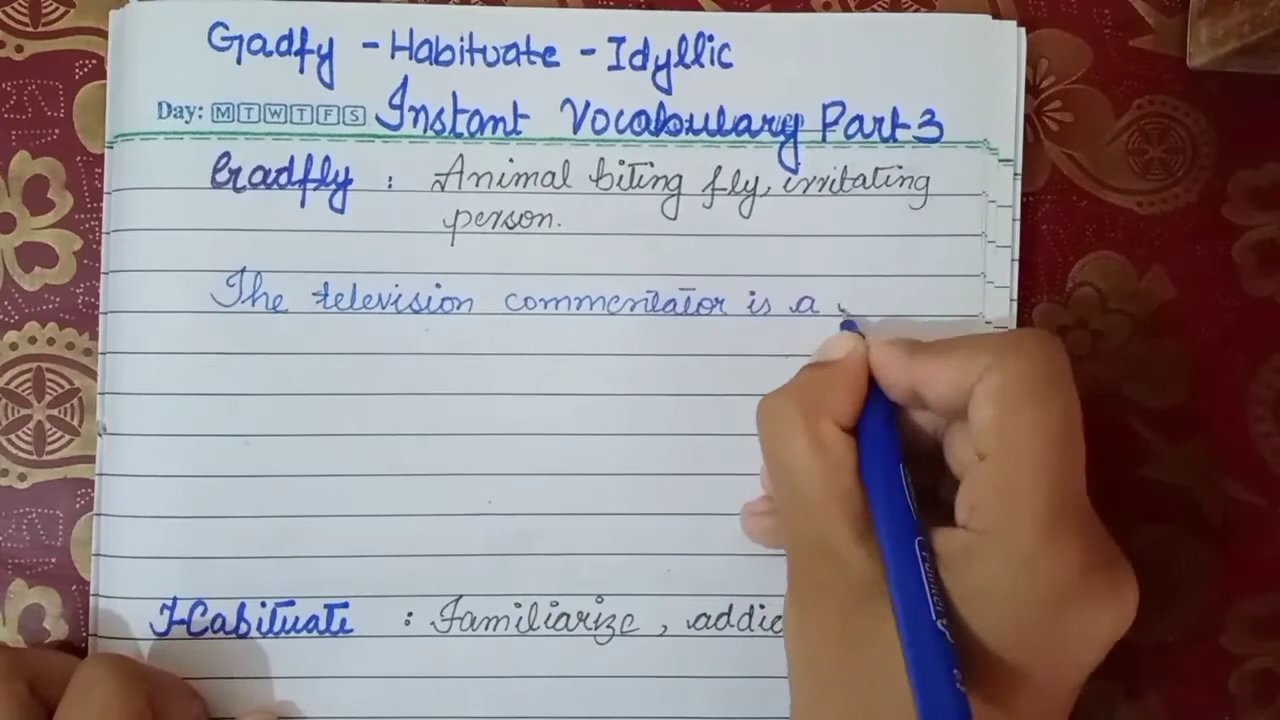 Gadfy - Habituate - Idyllic
Day: M T W T F S Instant Vocabulary Part 3
Gadfly : Animal biting fly, irritating
person.
The television commentator is a
Habituate : Familiarize, addic